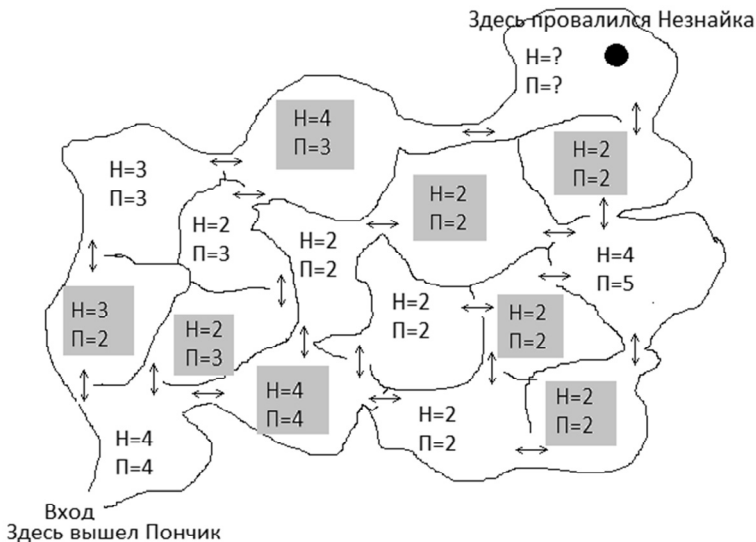 Здесь провалился Незнайка
Н=?
П=?
Н=4
П=3
Н=3
П=3
Н=2
П=2
Н=2
П=2
Н=2
П=3
Н=2
П=2
Н=4
П=5
Н=3
П=2
Н=2
П=3
Н=2
П=2
Н=2
П=2
Н=4
П=4
Н=2
П=2
Н=2
П=2
Н=4
П=4
Вход
Здесь вышел Пончик